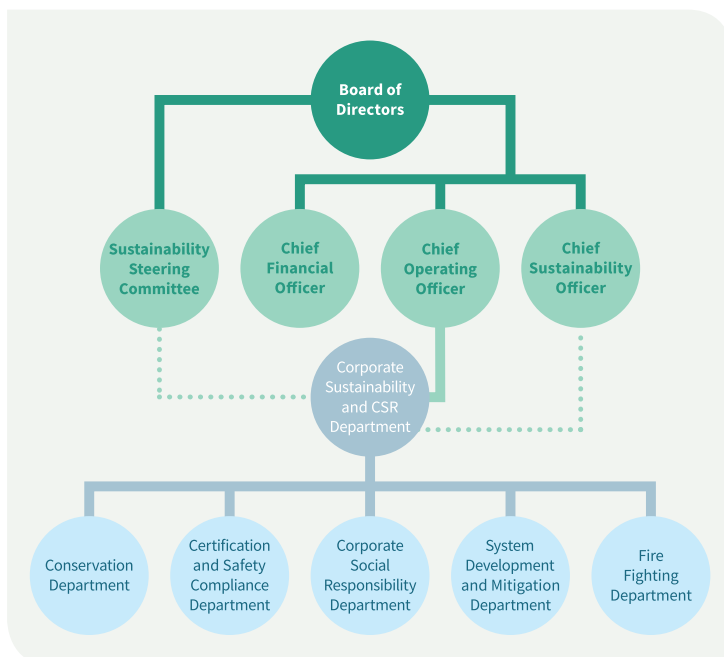 Board of
Directors
Sustainability
Steering
Committee
Chief
Financial
Officer
Chief
Operating
Officer
Chief
Sustainability
Officer
Corporate
Sustainability
and CSR
Department
Conservation
Department
Certification
and Safety
Compliance
Department
Corporate
Social
Responsibility
Department
System
Development
and Mitigation
Department
Fire
Fighting
Department